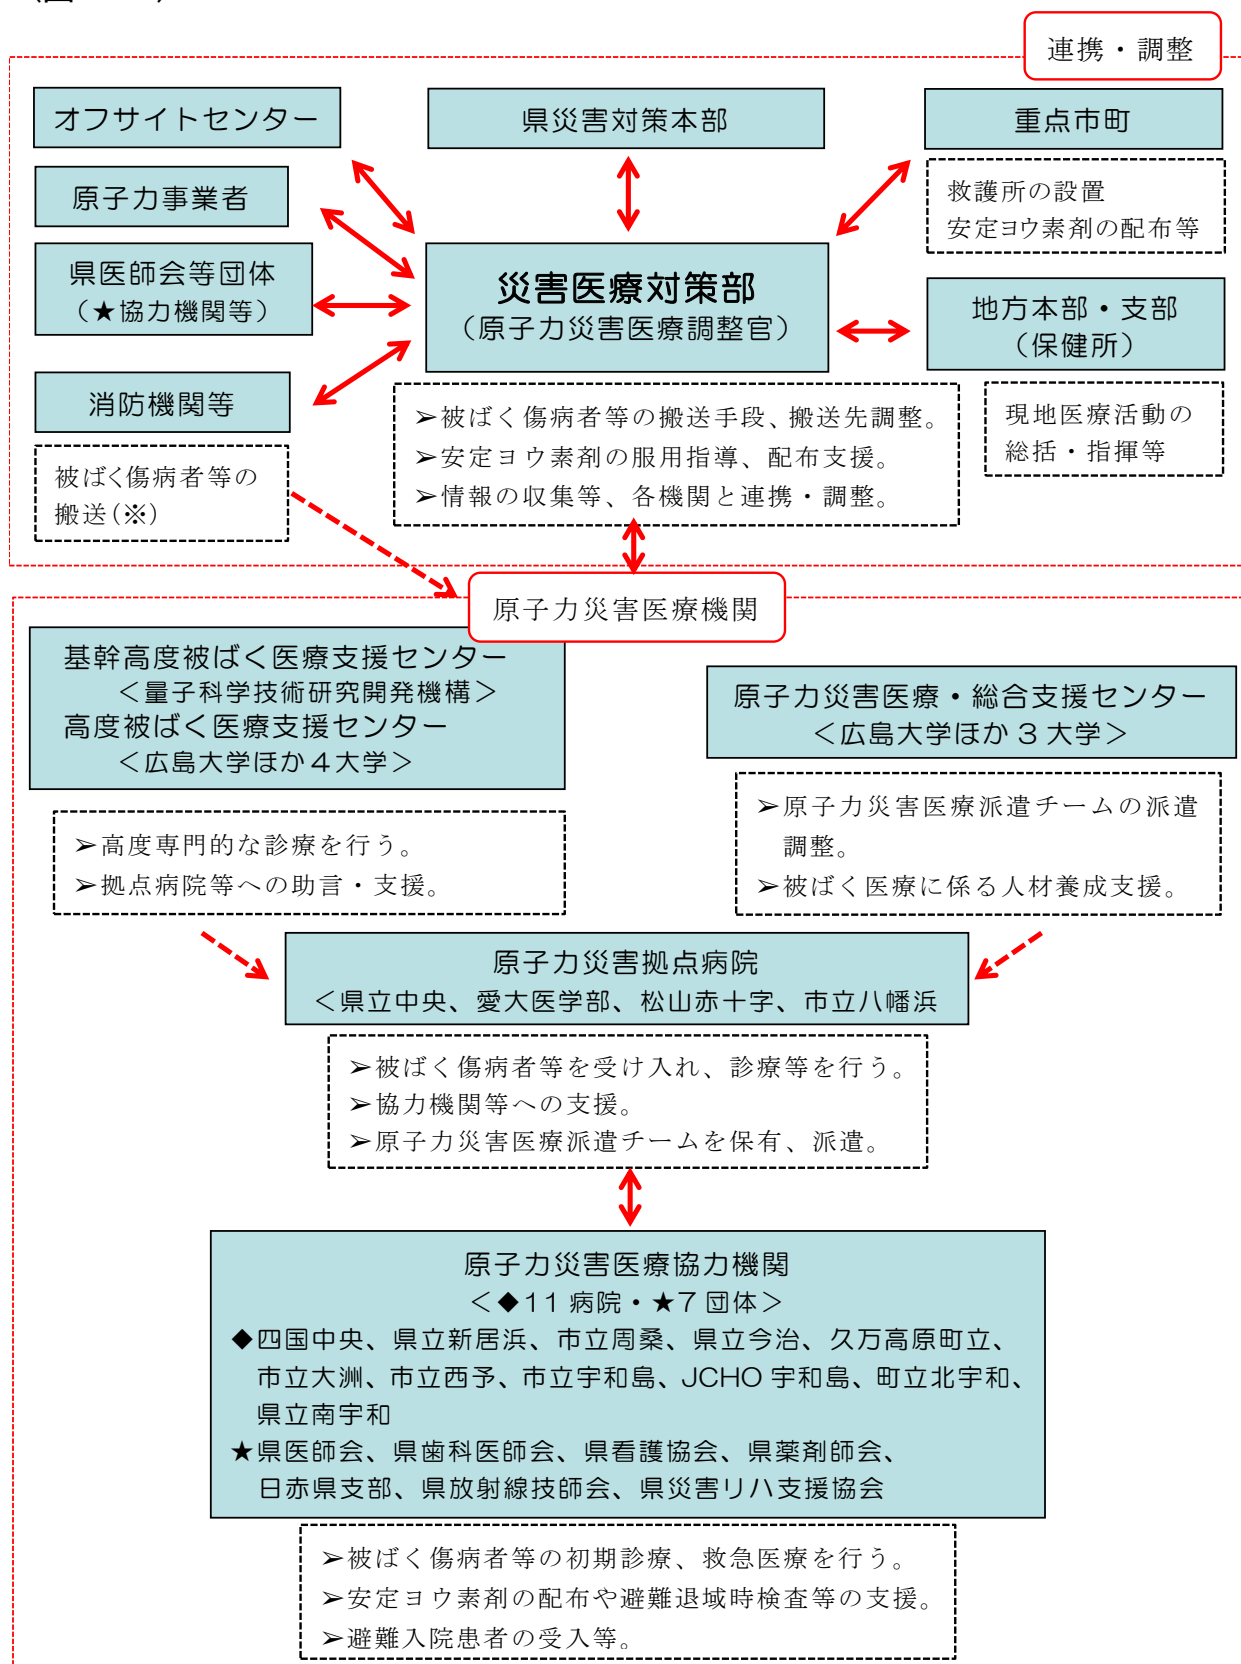 連携・調整
オフサイトセンター
県災害対策本部
重点市町
原子力事業者
救護所の設置
安定ヨウ素剤の配布等
県医師会等団体
（★協力機関等）
災害医療対策部
（原子力災害医療調整官）
地方本部・支部
（保健所）
消防機関等
➢被ばく傷病者等の搬送手段、搬送先調整。
➢安定ヨウ素剤の服用指導、配布支援。
➢情報の収集等、各機関と連携・調整。
現地医療活動の
総括・指揮等
被ばく傷病者等の
搬送(※)
原子力災害医療機関
基幹高度被ばく医療支援センター
＜量子科学技術研究開発機構＞
高度被ばく医療支援センター
＜広島大学ほか４大学＞
原子力災害医療・総合支援センター
＜広島大学ほか３大学＞
➢高度専門的な診療を行う。
➢拠点病院等への助言・支援。
➢原子力災害医療派遣チームの派遣
調整。
➢被ばく医療に係る人材養成支援。
原子力災害拠点病院
＜県立中央、愛大医学部、松山赤十字、市立八幡浜
➢被ばく傷病者等を受け入れ、診療等を行う。
➢協力機関等への支援。
➢原子力災害医療派遣チームを保有、派遣。
原子力災害医療協力機関
＜◆11 病院・★7 団体＞
◆四国中央、県立新居浜、市立周桑、県立今治、久万高原町立、
市立大洲、市立西予、市立宇和島、JCHO 宇和島、町立北宇和、
県立南宇和
★県医師会、県歯科医師会、県看護協会、県薬剤師会、
日赤県支部、県放射線技師会、県災害リハ支援協会
➢被ばく傷病者等の初期診療、救急医療を行う。
➢安定ヨウ素剤の配布や避難退域時検査等の支援。
➢避難入院患者の受入等。